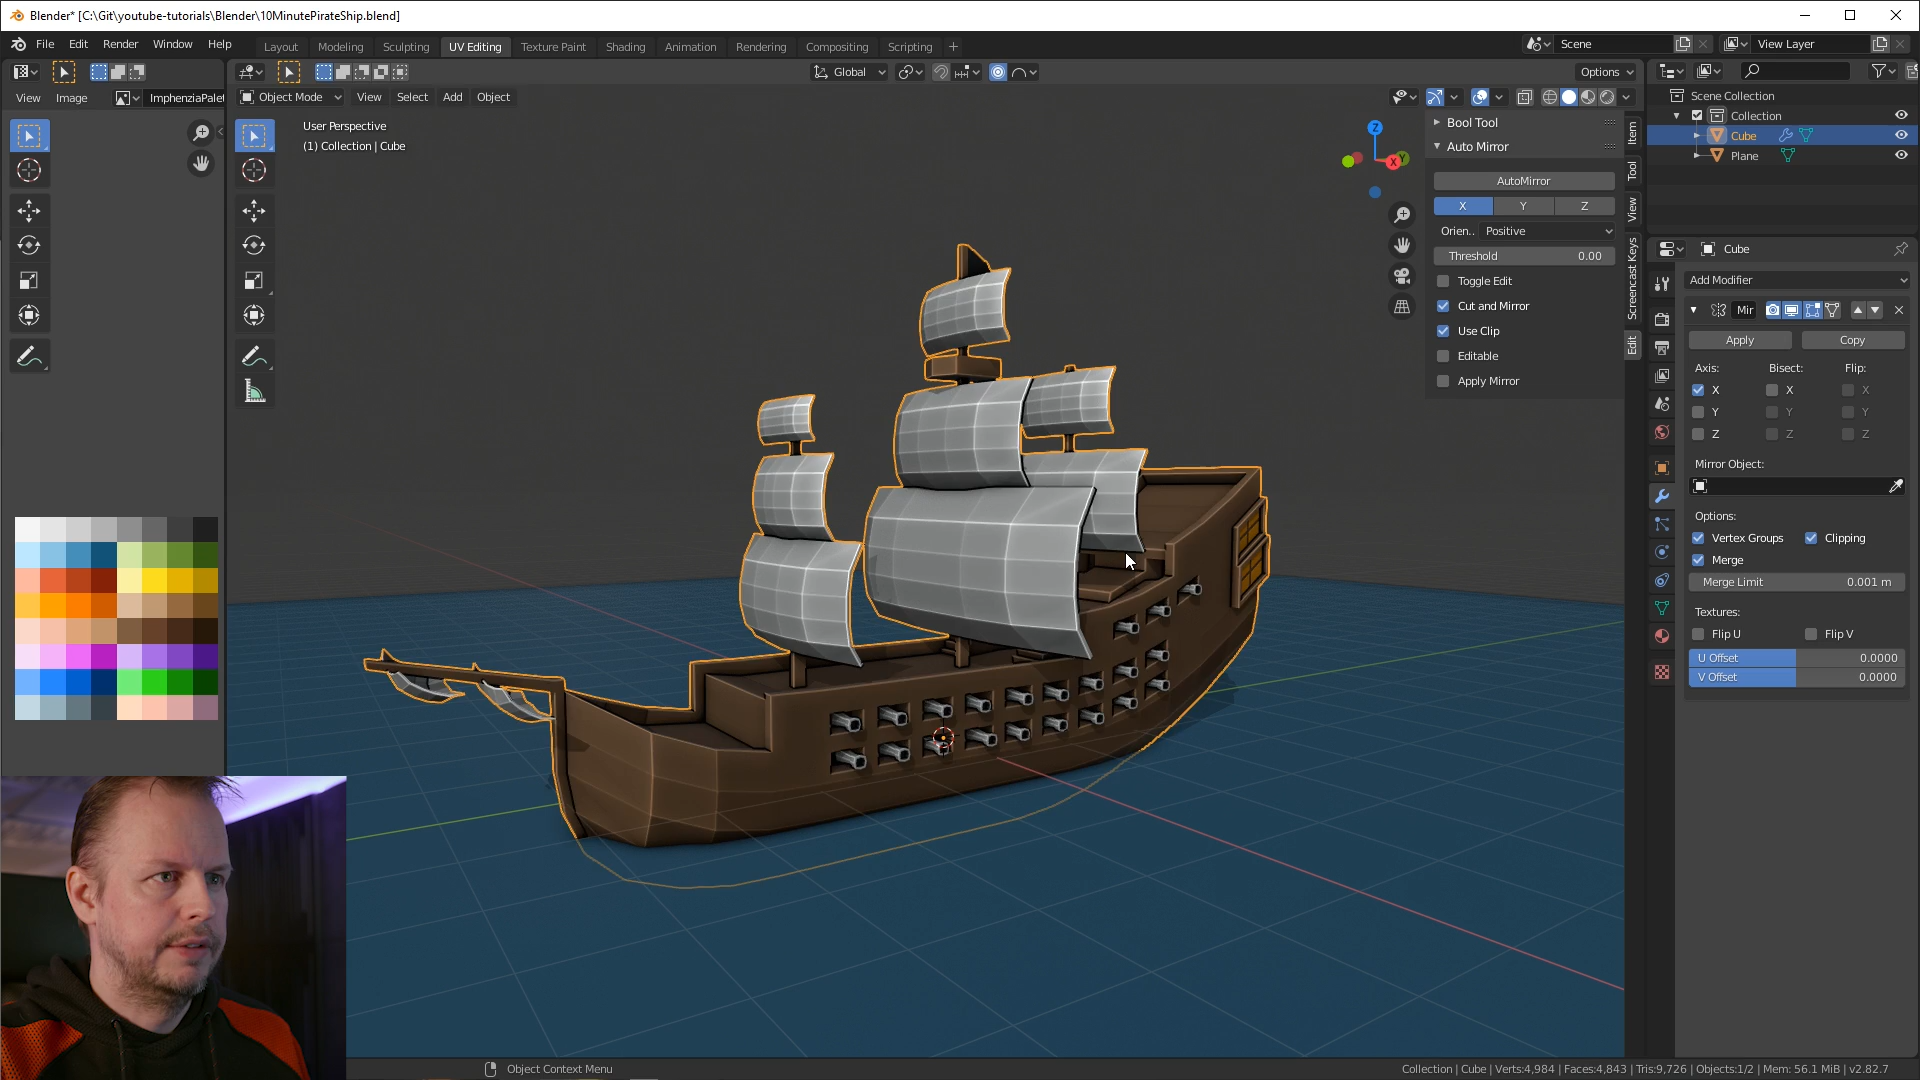 Blender* [C:\Git\youtube-tutorials\Blender\10MinutePirateShip.blend]
File Edit Render Window Help Layout Modeling Sculpting UV Editing Texture Paint Shading Animation Rendering Compositing Scripting + Scene View Layer
Global Options
View Image ImphenziaPalet
Object Mode View Select Add Object
User Perspective
(1) Collection | Cube
Z
X
Y
Bool Tool
Auto Mirror
AutoMirror
X Y Z
Orien.. Positive
Threshold 0.00
Toggle Edit
Cut and Mirror
Use Clip
Editable
Apply Mirror
Item
Tool
View
Screencast Keys
Edit
Scene Collection
Collection
Cube
Plane
Cube
Add Modifier
Mir
Apply Copy
Axis: Bisect: Flip:
X X X
Y Y Y
Z Z Z
Mirror Object:
Options:
Vertex Groups Clipping
Merge
Merge Limit 0.001 m
Textures:
Flip U Flip V
U Offset 0.0000
V Offset 0.0000
Object Context Menu
Collection | Cube | Verts:4,984 | Faces:4,843 | Tris:9,726 | Objects:1/2 | Mem: 56.1 MiB | v2.82.7